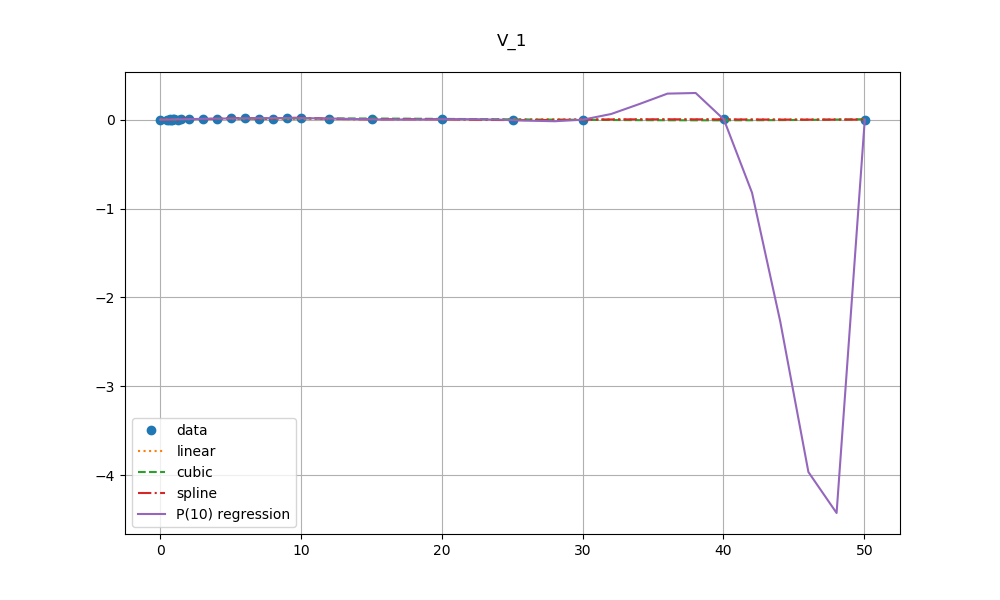 V_1
0
−1
−2
−3
−4
data
linear
cubic
spline
P(10) regression
0 10 20 30 40 50